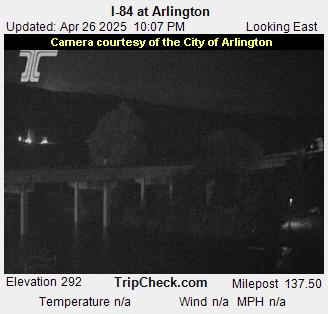 I-84 at Arlington
Updated: Apr 26 2025 10:07 PM Looking East
Camera courtesy of the City of Arlington
Elevation 292 TripCheck.com Milepost 137.50
Temperature n/a Wind n/a MPH n/a